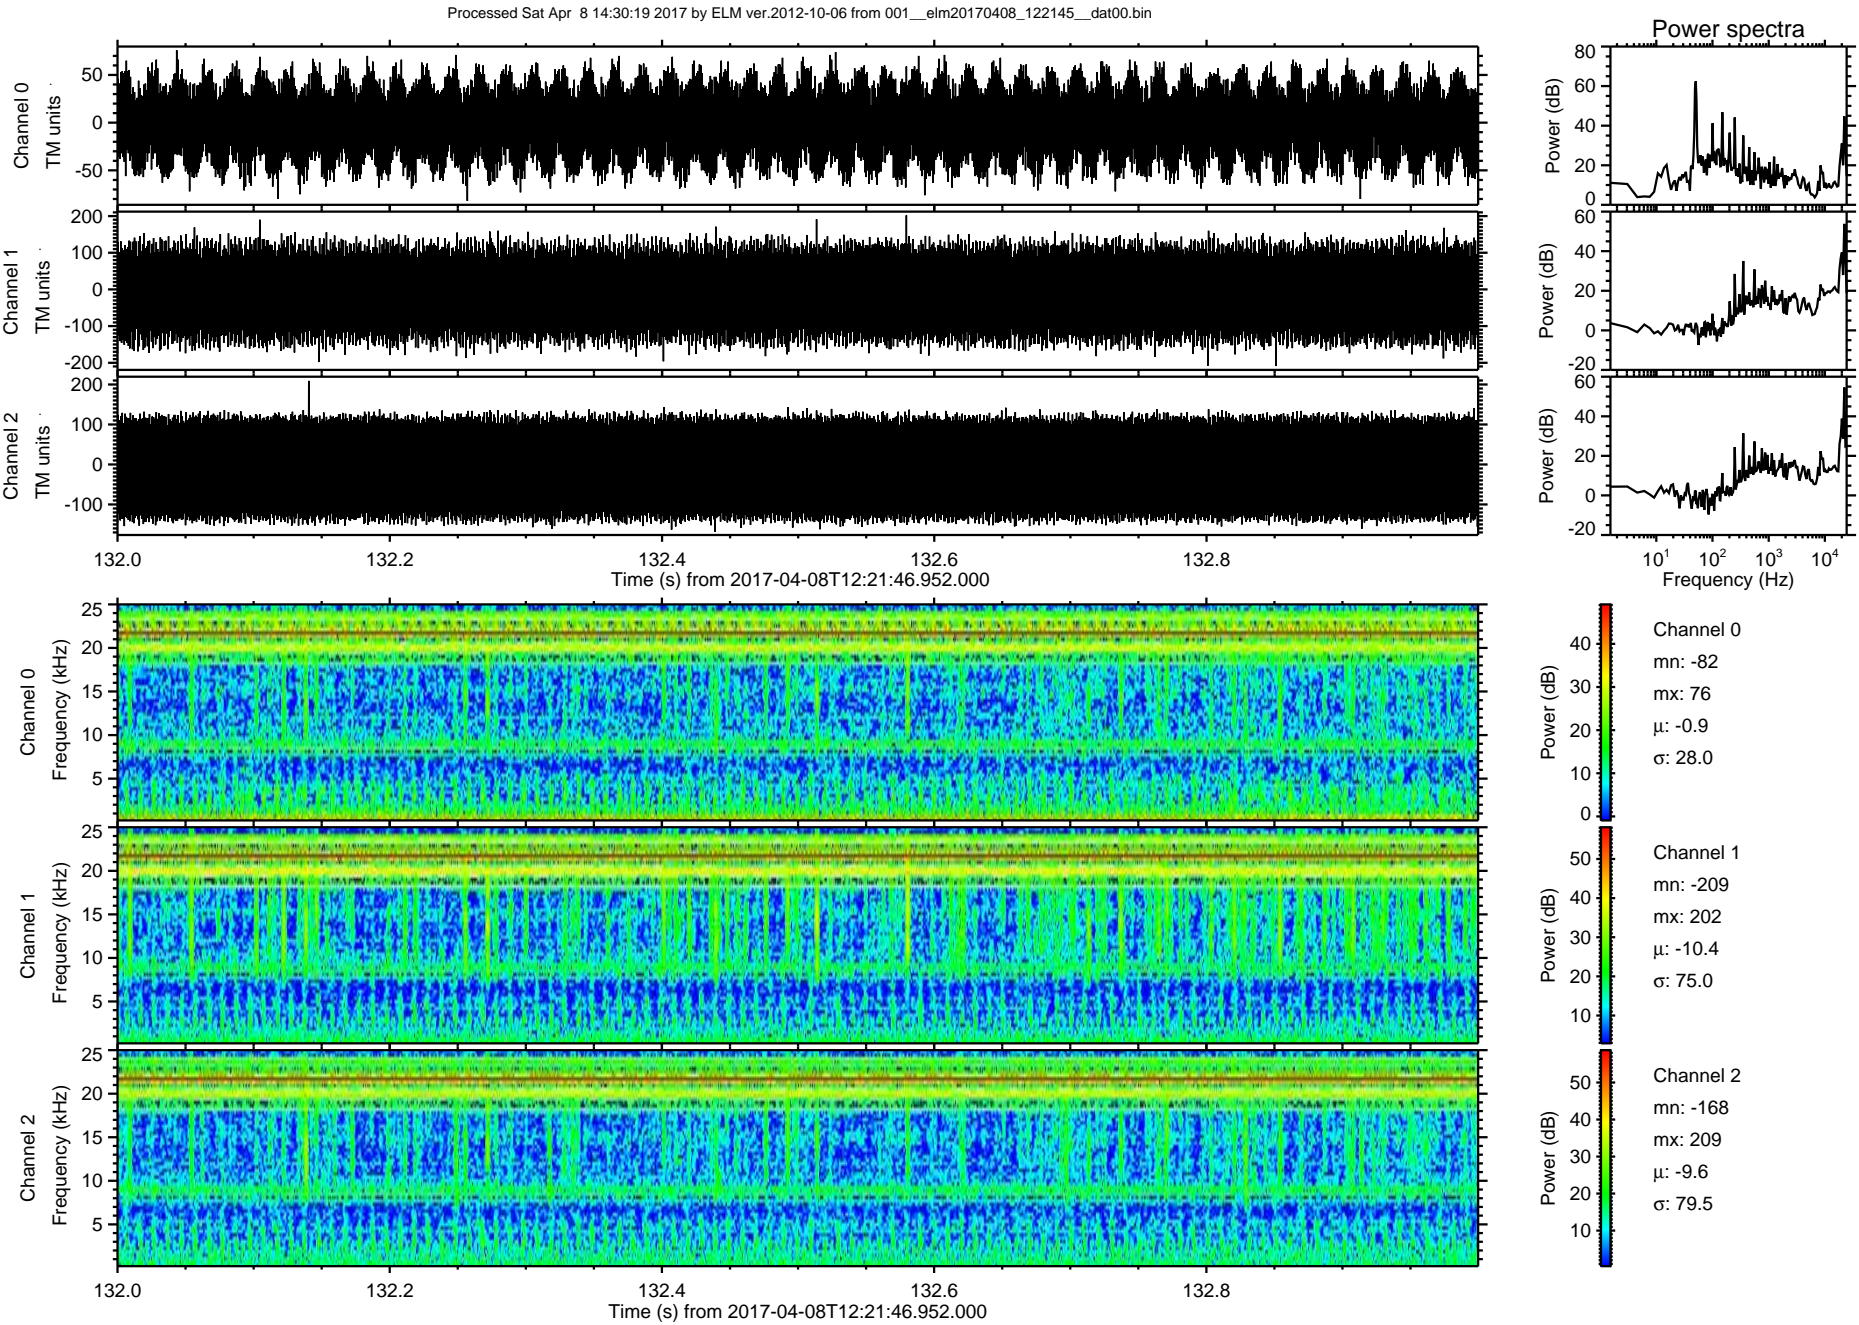 Processed Sat Apr 8 14:30:19 2017 by ELM ver.2012-10-06 from 001__elm20170408_122145__dat00.bin
Power spectra
Channel 0
TM units
50
0
-50
Power (dB)
80
60
40
20
0
Channel 1
TM units
200
100
0
-100
-200
Power (dB)
60
40
20
0
-20
Channel 2
TM units
200
100
0
-100
Power (dB)
60
40
20
0
-20
132.0 132.2 132.4 132.6 132.8
Time (s) from 2017-04-08T12:21:46.952.000
10^1 10^2 10^3 10^4
Frequency (Hz)
Channel 0
Frequency (kHz)
25
20
15
10
5
Power (dB)
40
30
20
10
0
Channel 0
mn: -82
mx: 76
μ: -0.9
σ: 28.0
Channel 1
Frequency (kHz)
25
20
15
10
5
Power (dB)
50
40
30
20
10
Channel 1
mn: -209
mx: 202
μ: -10.4
σ: 75.0
Channel 2
Frequency (kHz)
25
20
15
10
5
Power (dB)
50
40
30
20
10
Channel 2
mn: -168
mx: 209
μ: -9.6
σ: 79.5
132.0 132.2 132.4 132.6 132.8
Time (s) from 2017-04-08T12:21:46.952.000